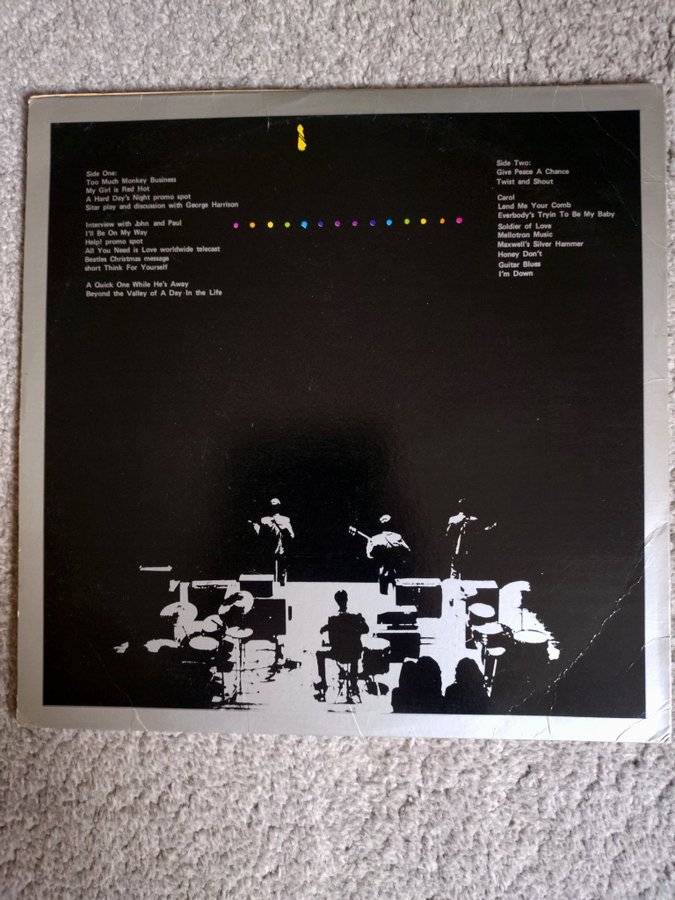 Side One:
Too Much Monkey Business
My Girl is Red Hot
A Hard Day's Night promo spot
Sitar play and discussion with George Harrison
Interview with John and Paul
I'll Be On My Way
Help! promo spot
All You Need is Love worldwide telecast
Beatles Christmas message
short Think For Yourself
A Quick One While He's Away
Beyond the Valley of A Day In the Life
Side Two:
Give Peace A Chance
Twist and Shout
Carol
Lend Me Your Comb
Everbody's Tryin To Be My Baby
Soldier of Love
Mellotron Music
Maxwell's Silver Hammer
Honey Don't
Guitar Blues
I'm Down